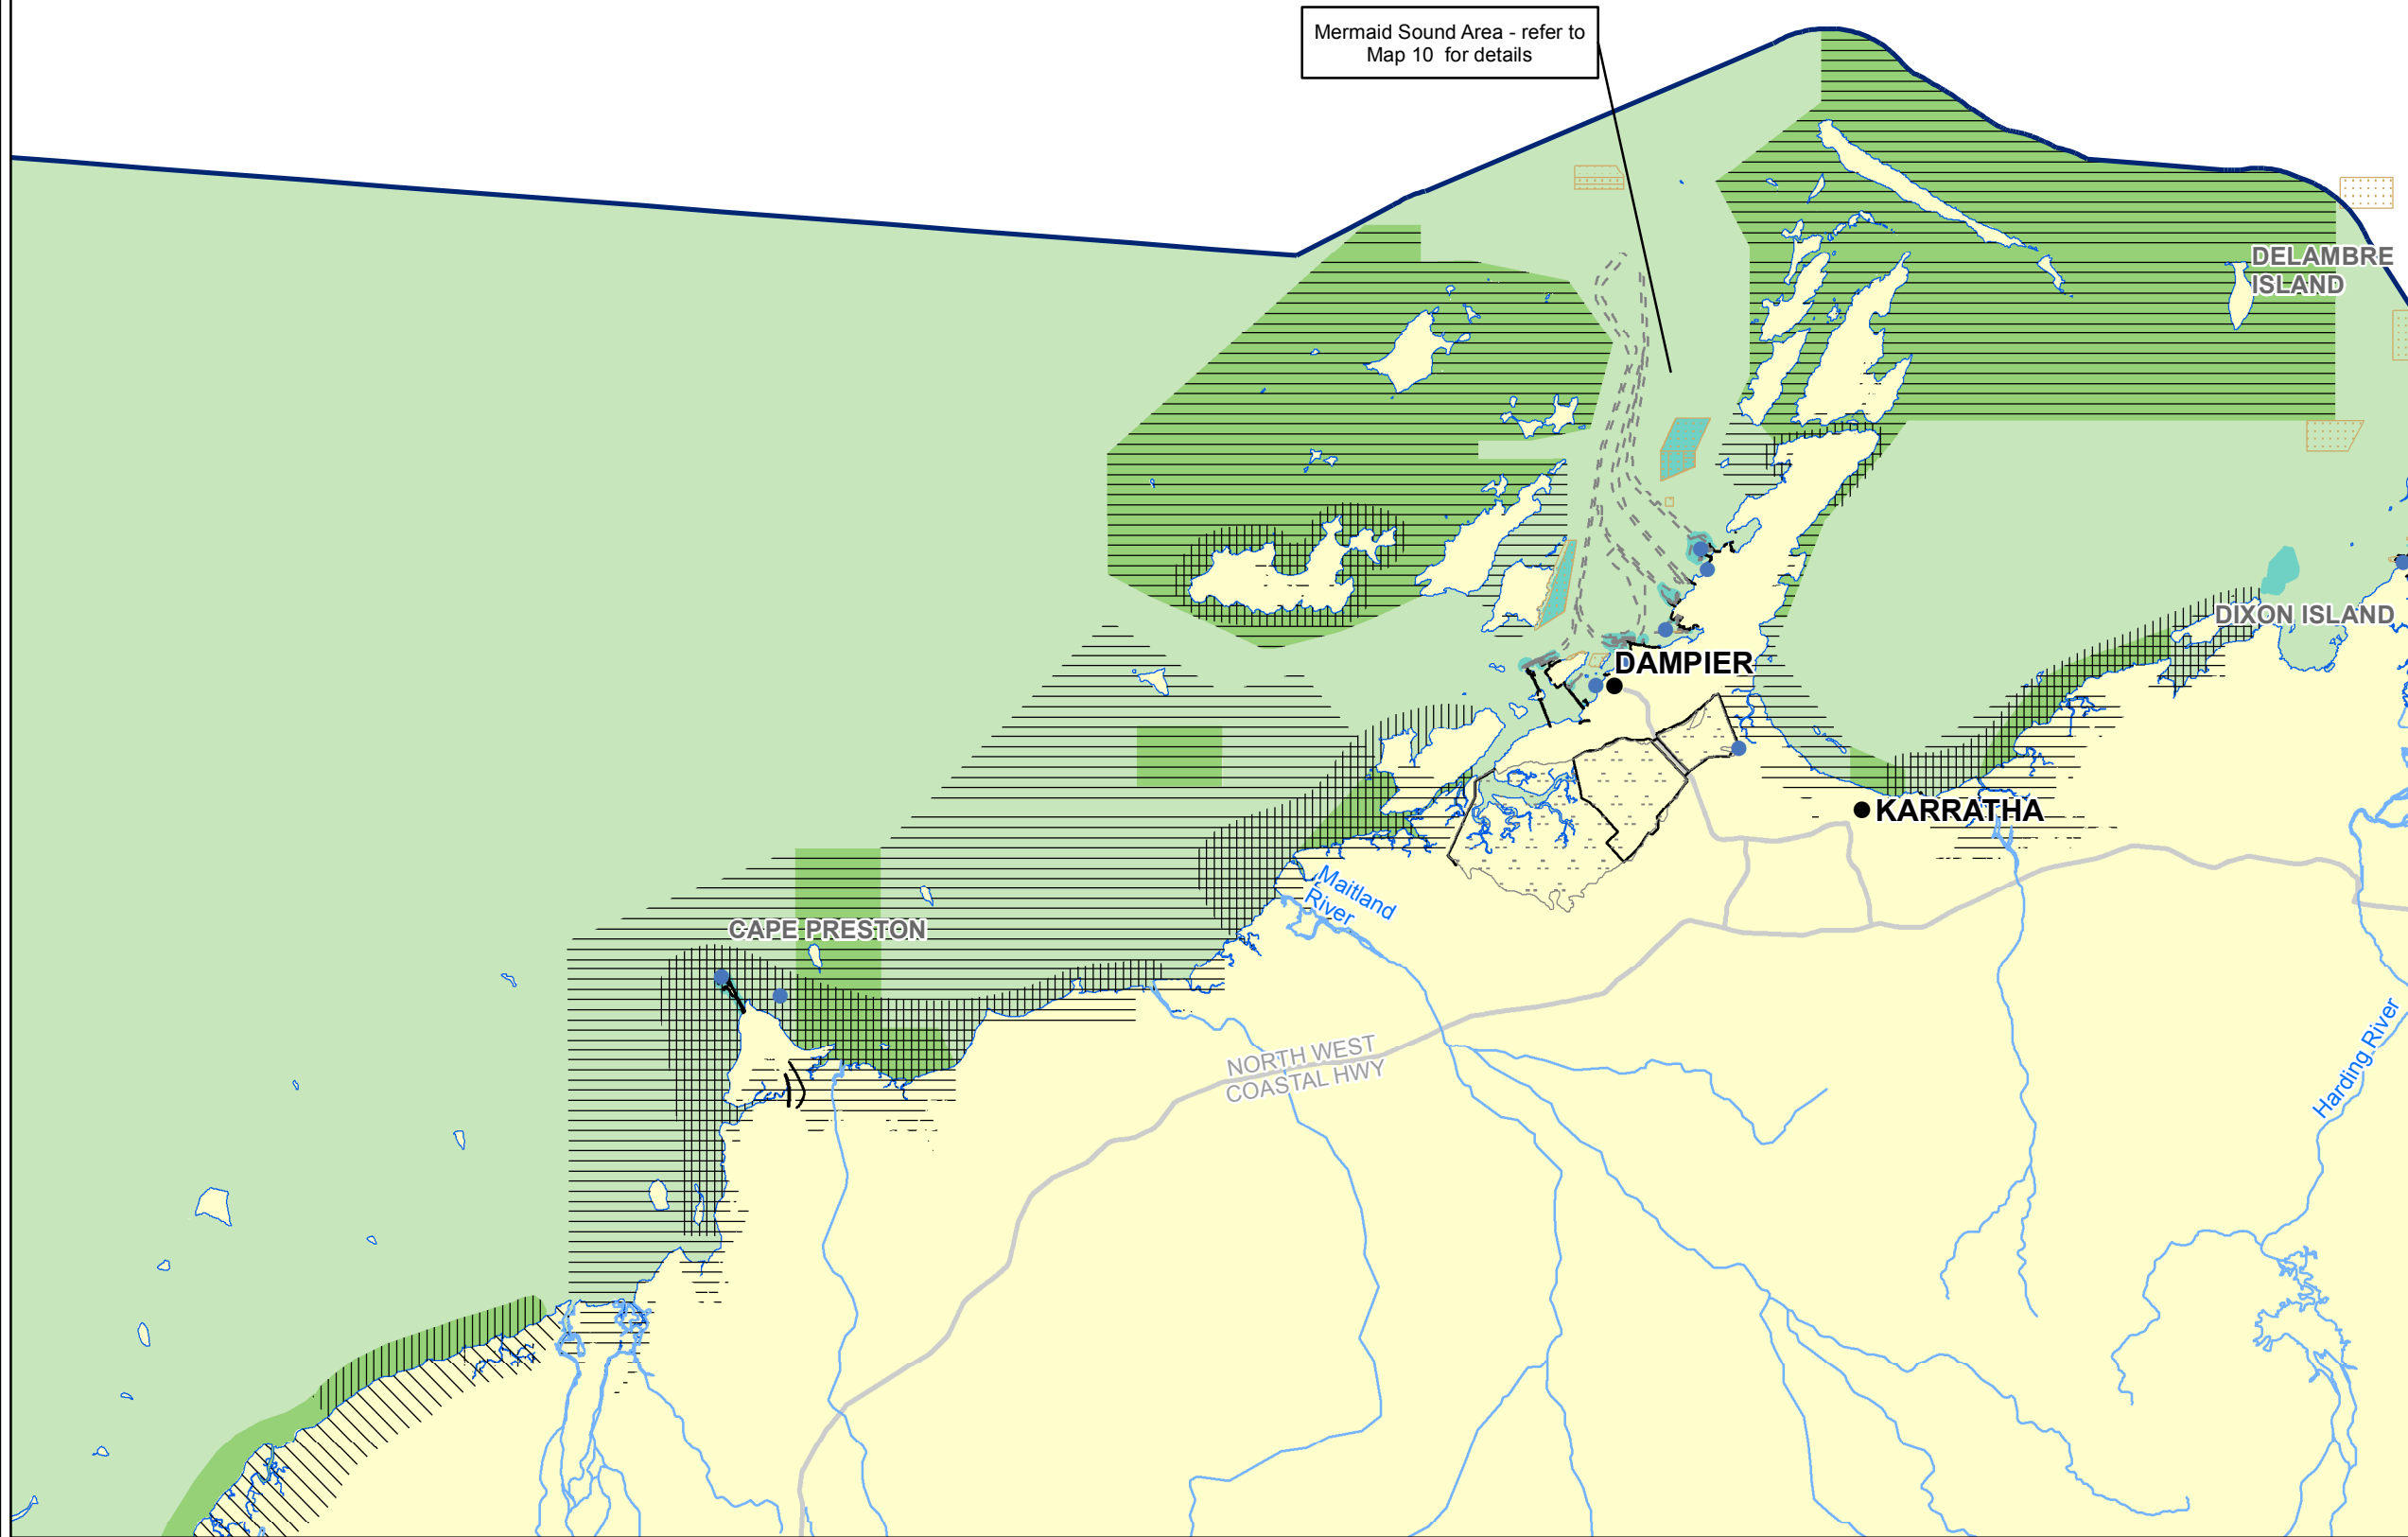 Mermaid Sound Area - refer to
Map 10 for details
DELAMBRE
ISLAND
DIXON ISLAND
DAMPIER
KARRATHA
Maitland
River
CAPE PRESTON
NORTH WEST
COASTAL HWY
Harding River